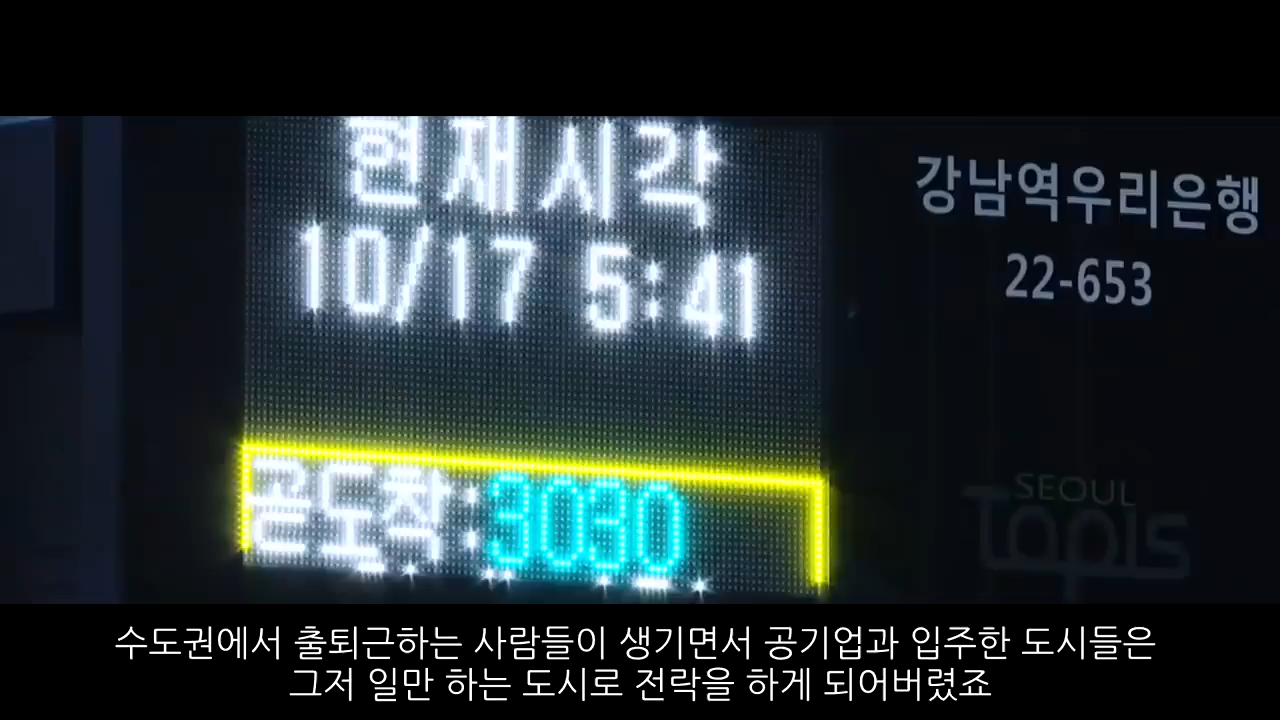 현재시각
10/17 5:41
곧도착:3030
강남역우리은행
22-653
SEOUL
TOPIS
수도권에서 출퇴근하는 사람들이 생기면서 공기업과 입주한 도시들은
그저 일만 하는 도시로 전락을 하게 되어버렸죠